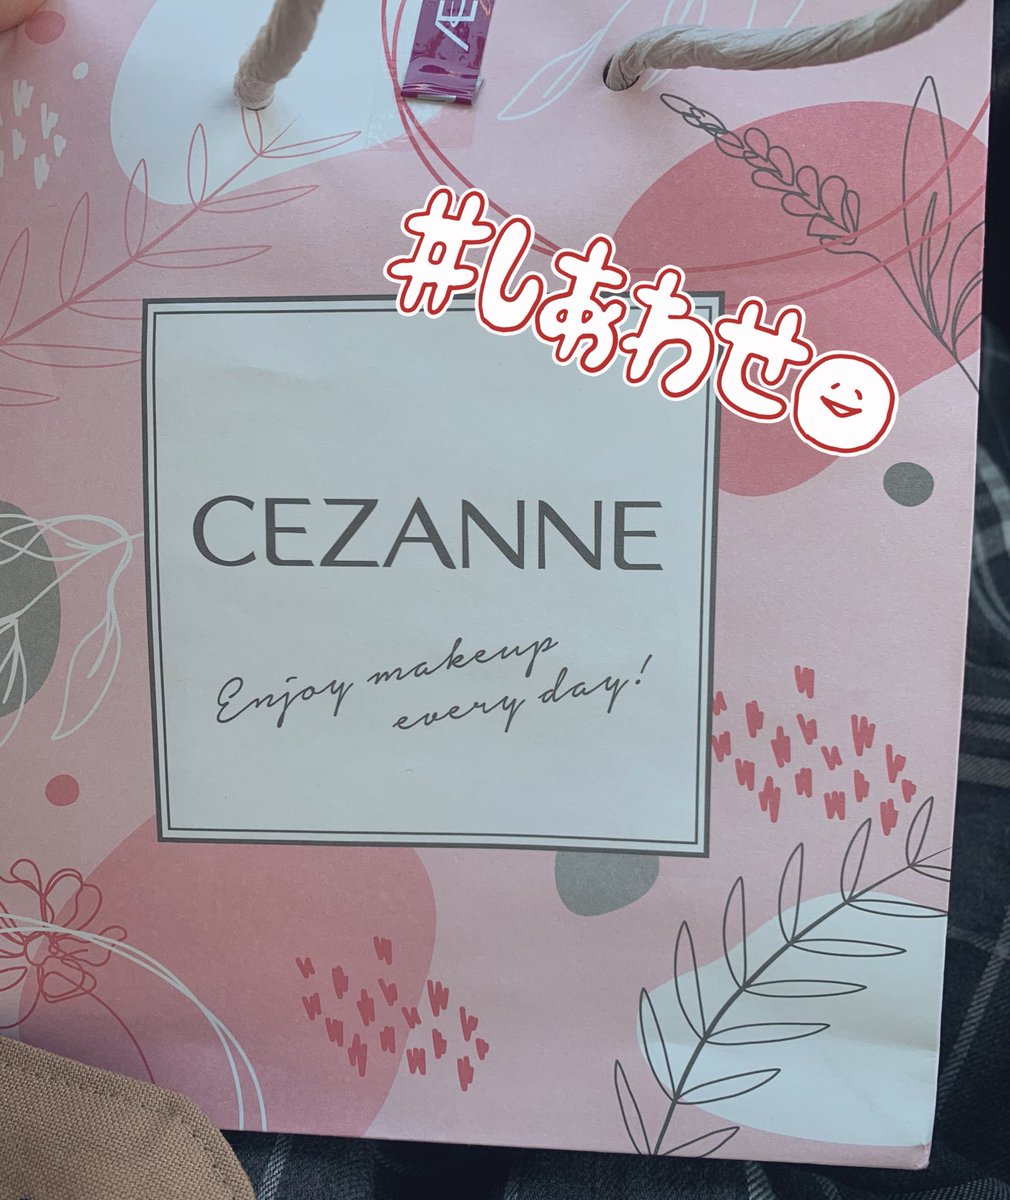 #しあわせ
CEZANNE
Enjoy makeup
every day!